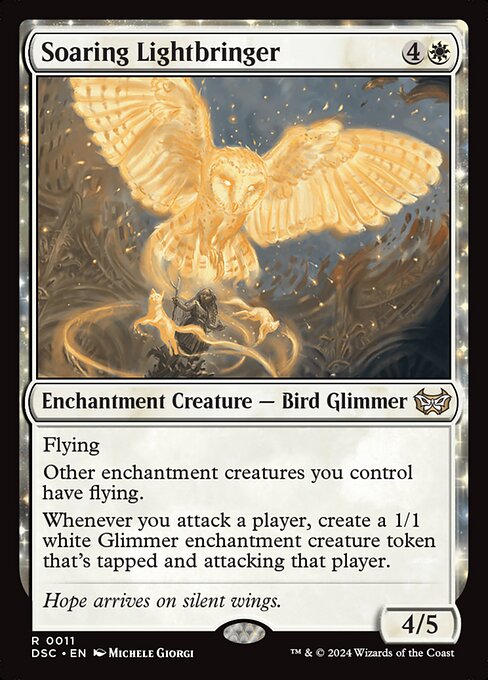 Soaring Lightbringer 4
Enchantment Creature — Bird Glimmer
Flying
Other enchantment creatures you control
have flying.
Whenever you attack a player, create a 1/1
white Glimmer enchantment creature token
that's tapped and attacking that player.
Hope arrives on silent wings.
4/5
R 0011
DSC • EN Michele Giorgi
™ & © 2024 Wizards of the Coast